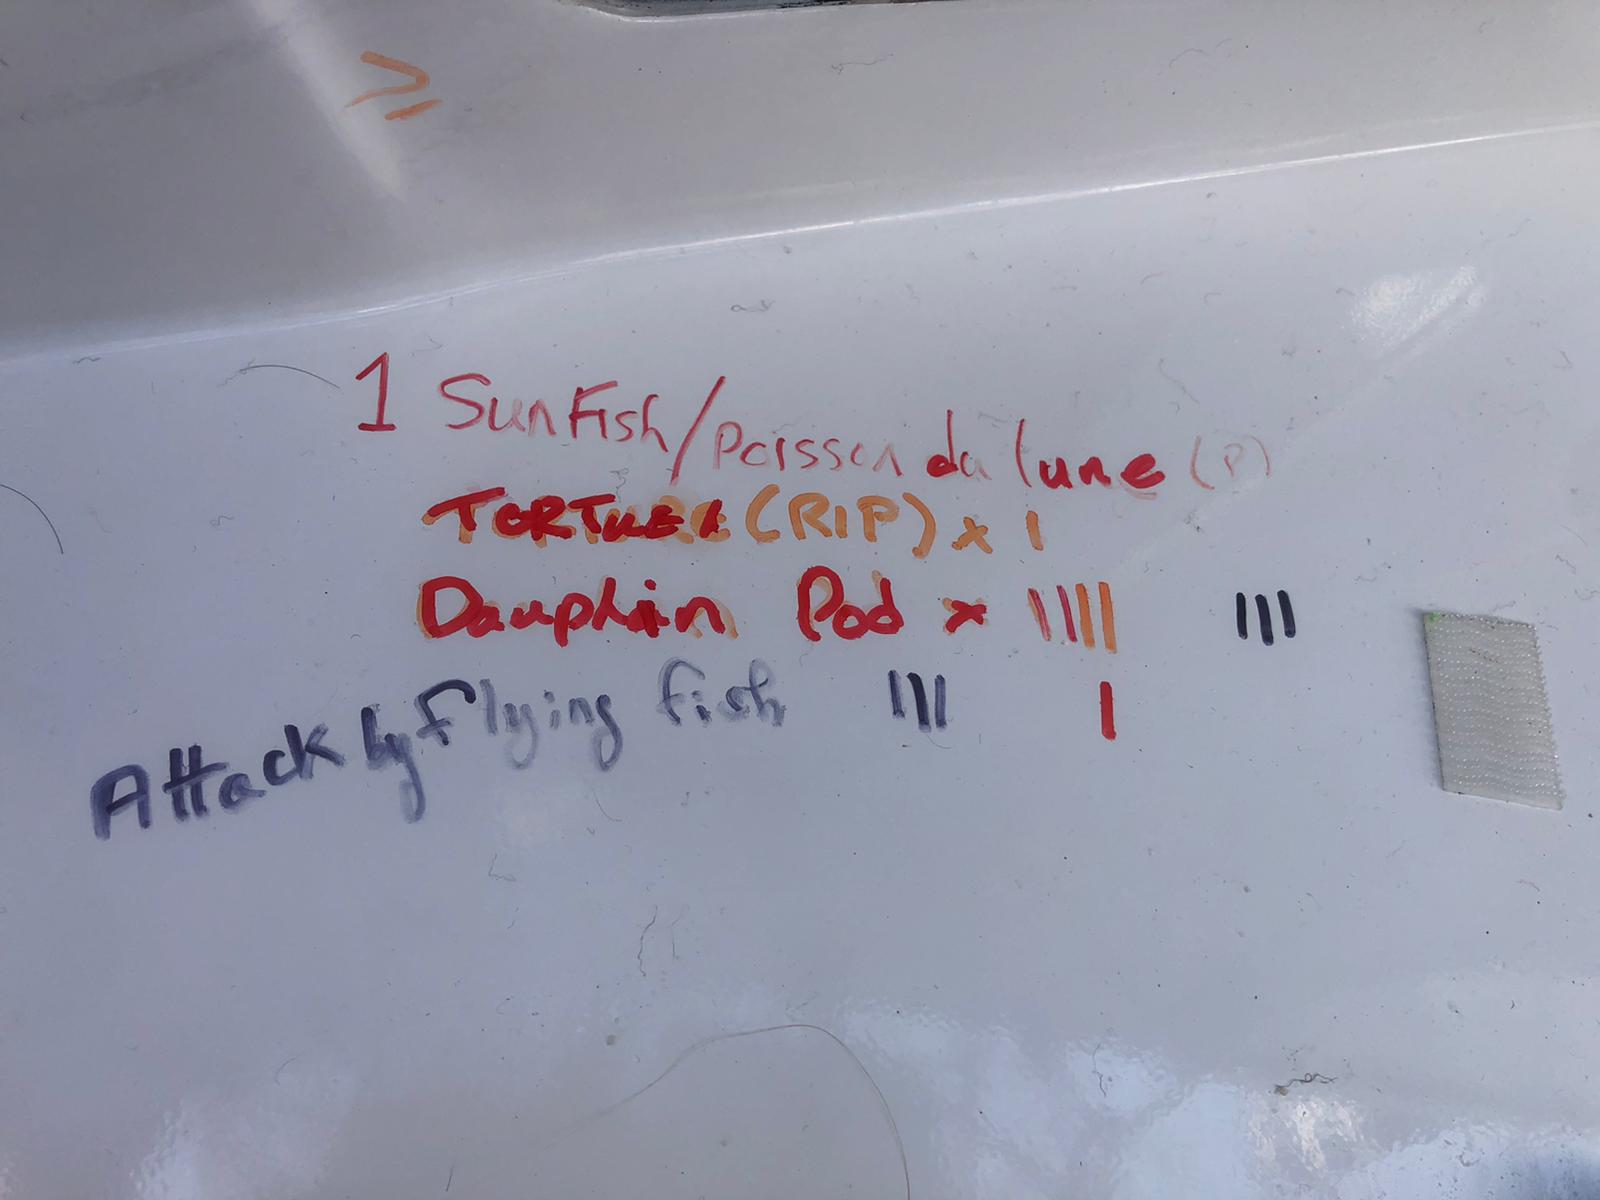 1 Sunfish/poisson da lune (P)
TORTUE (RIP) x 1
Dauphin Pod x |||| |||
Attack by flying fish ||| |